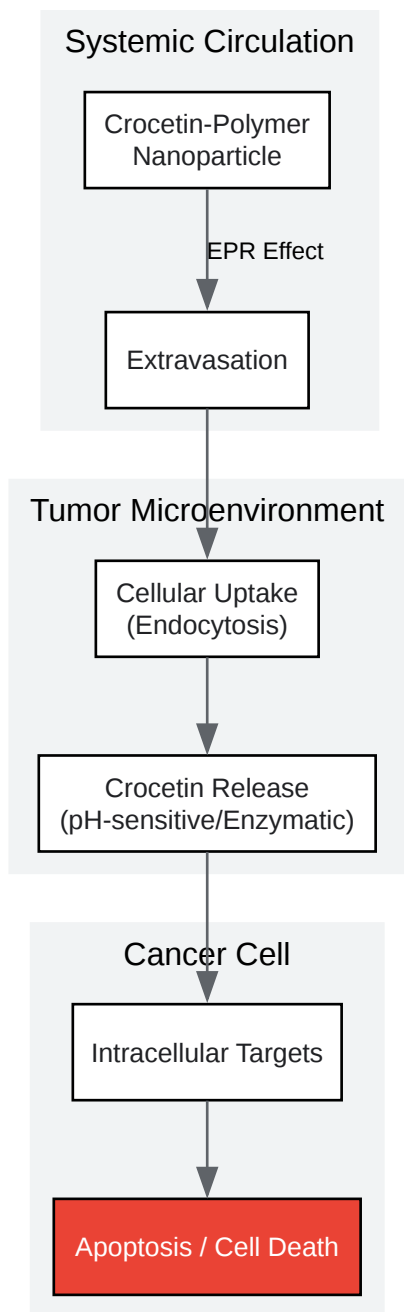 Systemic Circulation
Crocetin-Polymer
Nanoparticle
EPR Effect
Extravasation
Tumor Microenvironment
Cellular Uptake
(Endocytosis)
Crocetin Release
(pH-sensitive/Enzymatic)
Cancer Cell
Intracellular Targets
Apoptosis / Cell Death